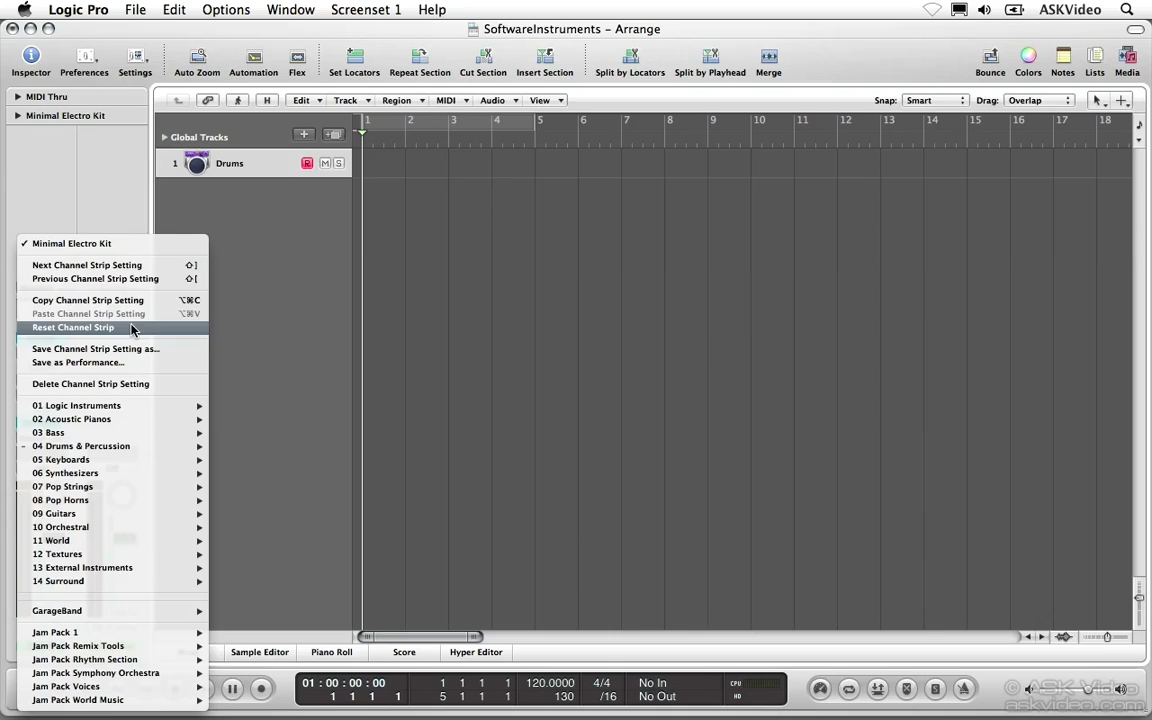 Logic Pro File Edit Options Window Screenset 1 Help ASKVideo
SoftwareInstruments – Arrange
Inspector Preferences Settings Auto Zoom Automation Flex Set Locators Repeat Section Cut Section Insert Section Split by Locators Split by Playhead Merge Bounce Colors Notes Lists Media
MIDI Thru
H Edit Track Region MIDI Audio View Snap: Smart Drag: Overlap
Minimal Electro Kit
1 2 3 4 5 6 7 8 9 10 11 12 13 14 15 16 17 18
Global Tracks
1 Drums R M S
✓ Minimal Electro Kit
Next Channel Strip Setting ⇧]
Previous Channel Strip Setting ⇧[
Copy Channel Strip Setting ⌥⌘C
Paste Channel Strip Setting ⌥⌘V
Reset Channel Strip
Save Channel Strip Setting as...
Save as Performance...
Delete Channel Strip Setting
01 Logic Instruments
02 Acoustic Pianos
03 Bass
- 04 Drums & Percussion
05 Keyboards
06 Synthesizers
07 Pop Strings
08 Pop Horns
09 Guitars
10 Orchestral
11 World
12 Textures
13 External Instruments
14 Surround
GarageBand
Jam Pack 1
Jam Pack Remix Tools
Jam Pack Rhythm Section
Jam Pack Symphony Orchestra
Jam Pack Voices
Jam Pack World Music
Sample Editor Piano Roll Score Hyper Editor
01 : 00 : 00 : 00 1 1 120.0000 4/4 No In CPU
1 1 1 1 5 1 1 1 130 /16 No Out HD
© ASK Video
askvideo.com